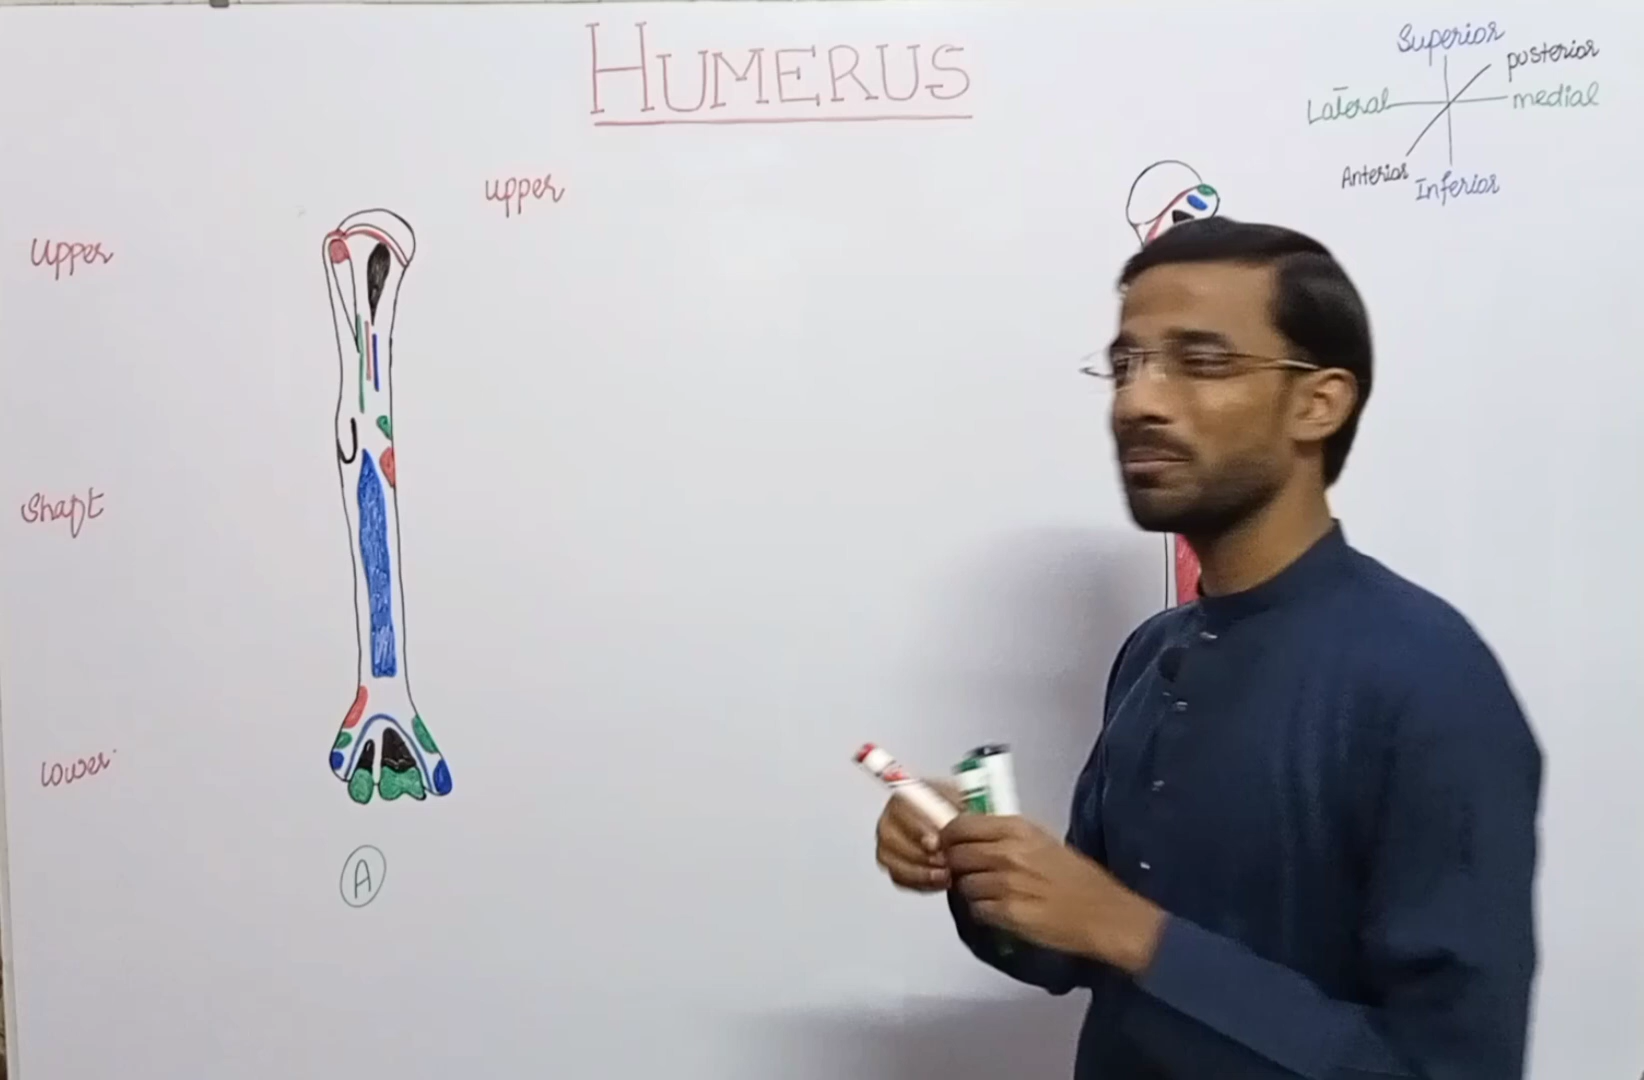 HUMERUS
Superior
posterior
Lateral
medial
Anterior
Inferior
upper
Upper
Shaft
Lower
A